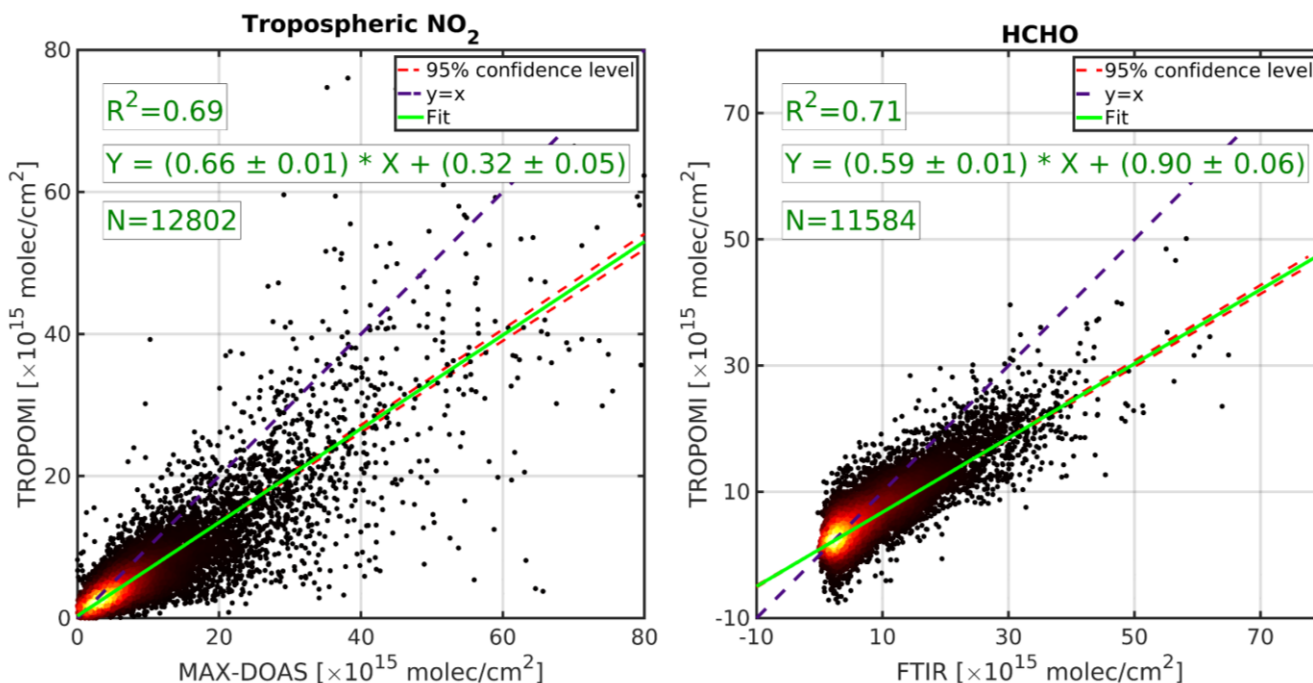 Tropospheric NO2
80
60
40
20
0
TROPOMI [×10^15 molec/cm^2]
95% confidence level
y=x
Fit
R^2=0.69
Y = (0.66 ± 0.01) * X + (0.32 ± 0.05)
N=12802
0 20 40 60 80
MAX-DOAS [×10^15 molec/cm^2]
HCHO
70
50
30
10
-10
TROPOMI [×10^15 molec/cm^2]
95% confidence level
y=x
Fit
R^2=0.71
Y = (0.59 ± 0.01) * X + (0.90 ± 0.06)
N=11584
-10 10 30 50 70
FTIR [×10^15 molec/cm^2]